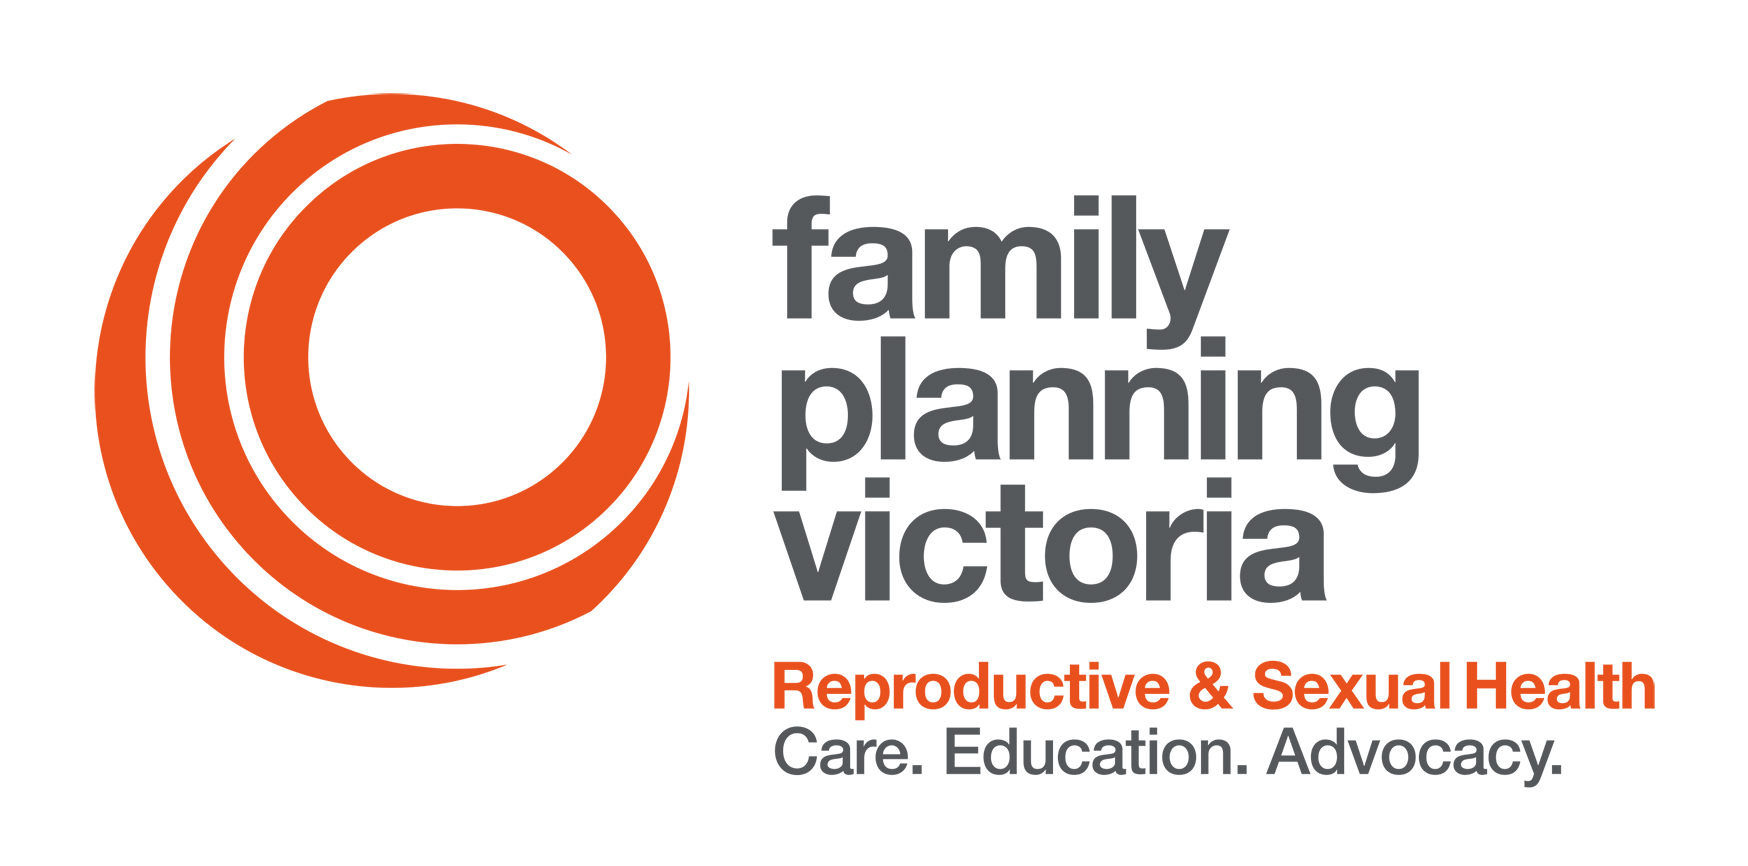 family
planning
victoria
Reproductive & Sexual Health
Care. Education. Advocacy.